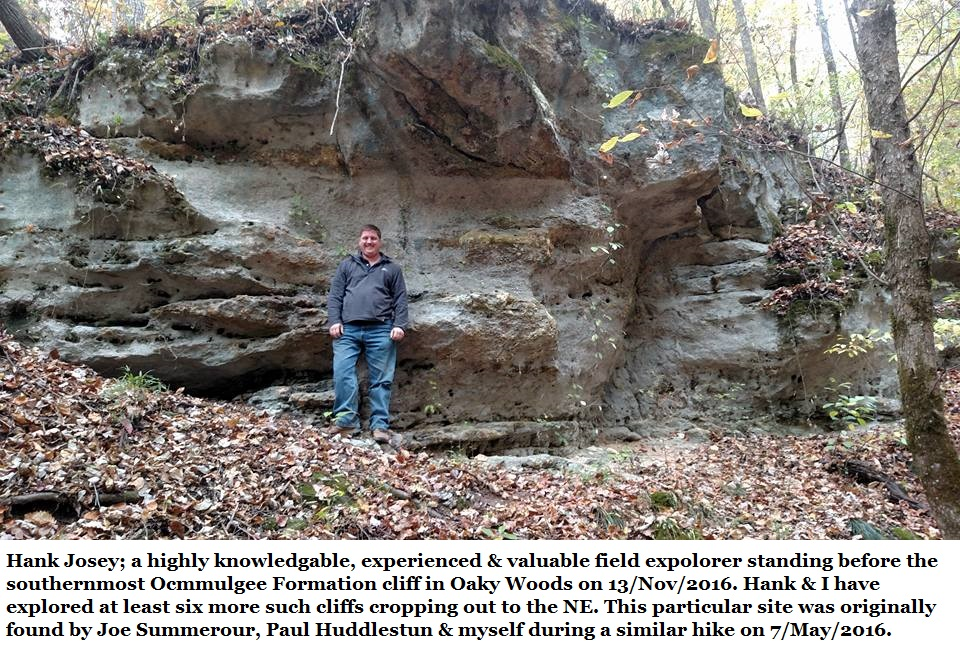 Hank Josey; a highly knowledgable, experienced & valuable field expolorer standing before the
southernmost Ocmmulgee Formation cliff in Oaky Woods on 13/Nov/2016. Hank & I have
explored at least six more such cliffs cropping out to the NE. This particular site was originally
found by Joe Summerour, Paul Huddlestun & myself during a similar hike on 7/May/2016.